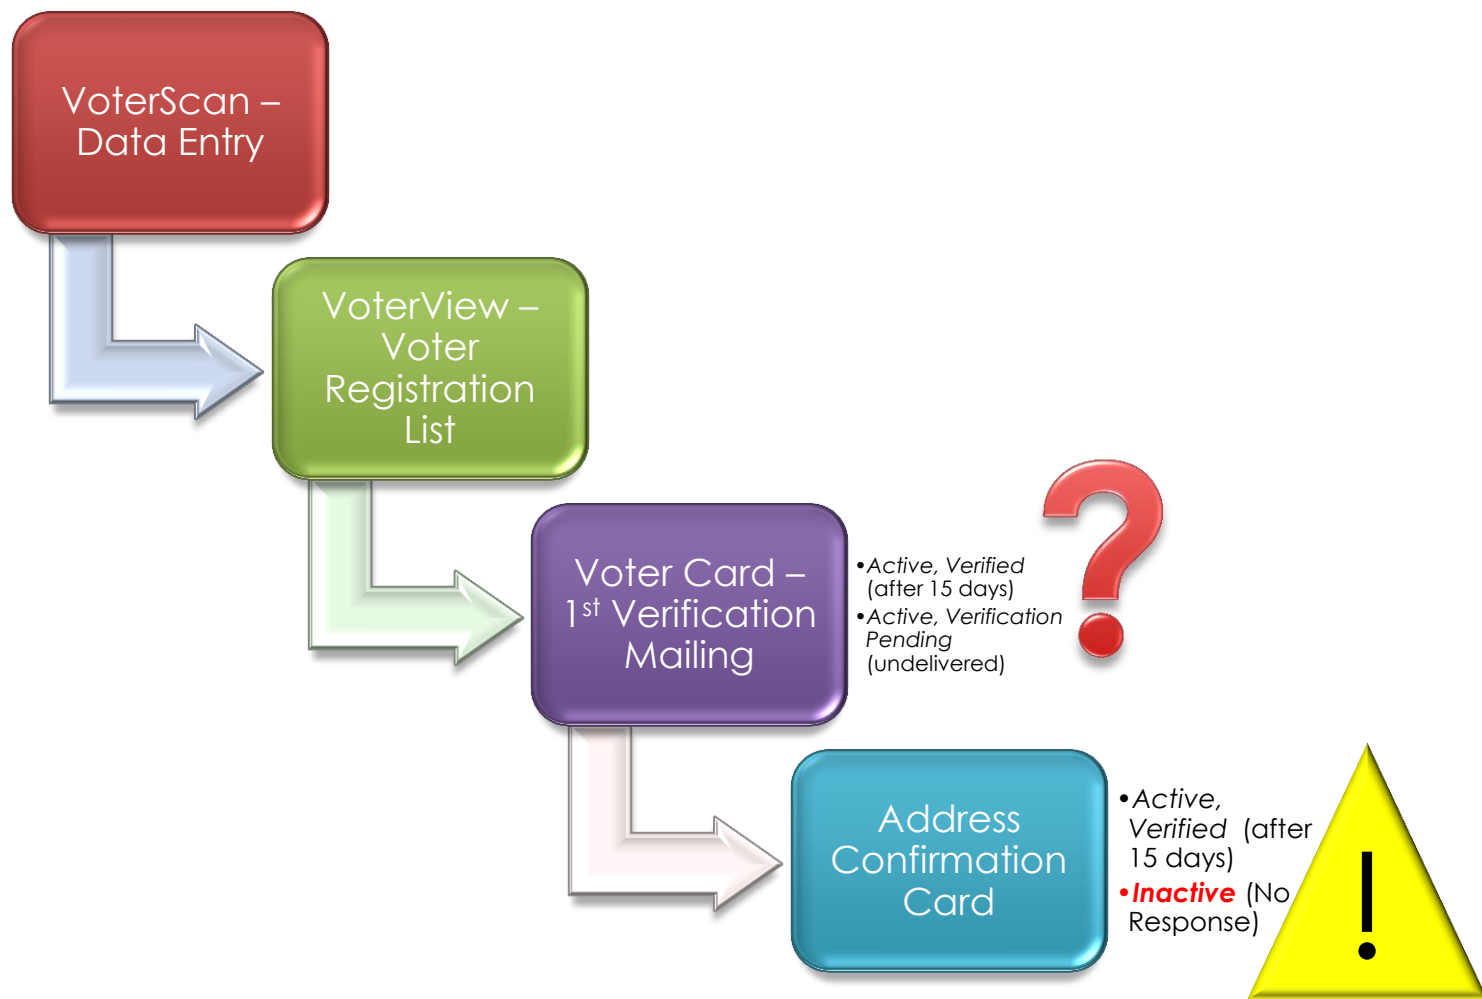 VoterScan –
Data Entry
VoterView –
Voter
Registration
List
Voter Card –
1st Verification
Mailing
•Active, Verified
(after 15 days)
•Active, Verification
Pending
(undelivered)
?
Address
Confirmation
Card
•Active,
Verified (after
15 days)
•Inactive (No
Response)
!